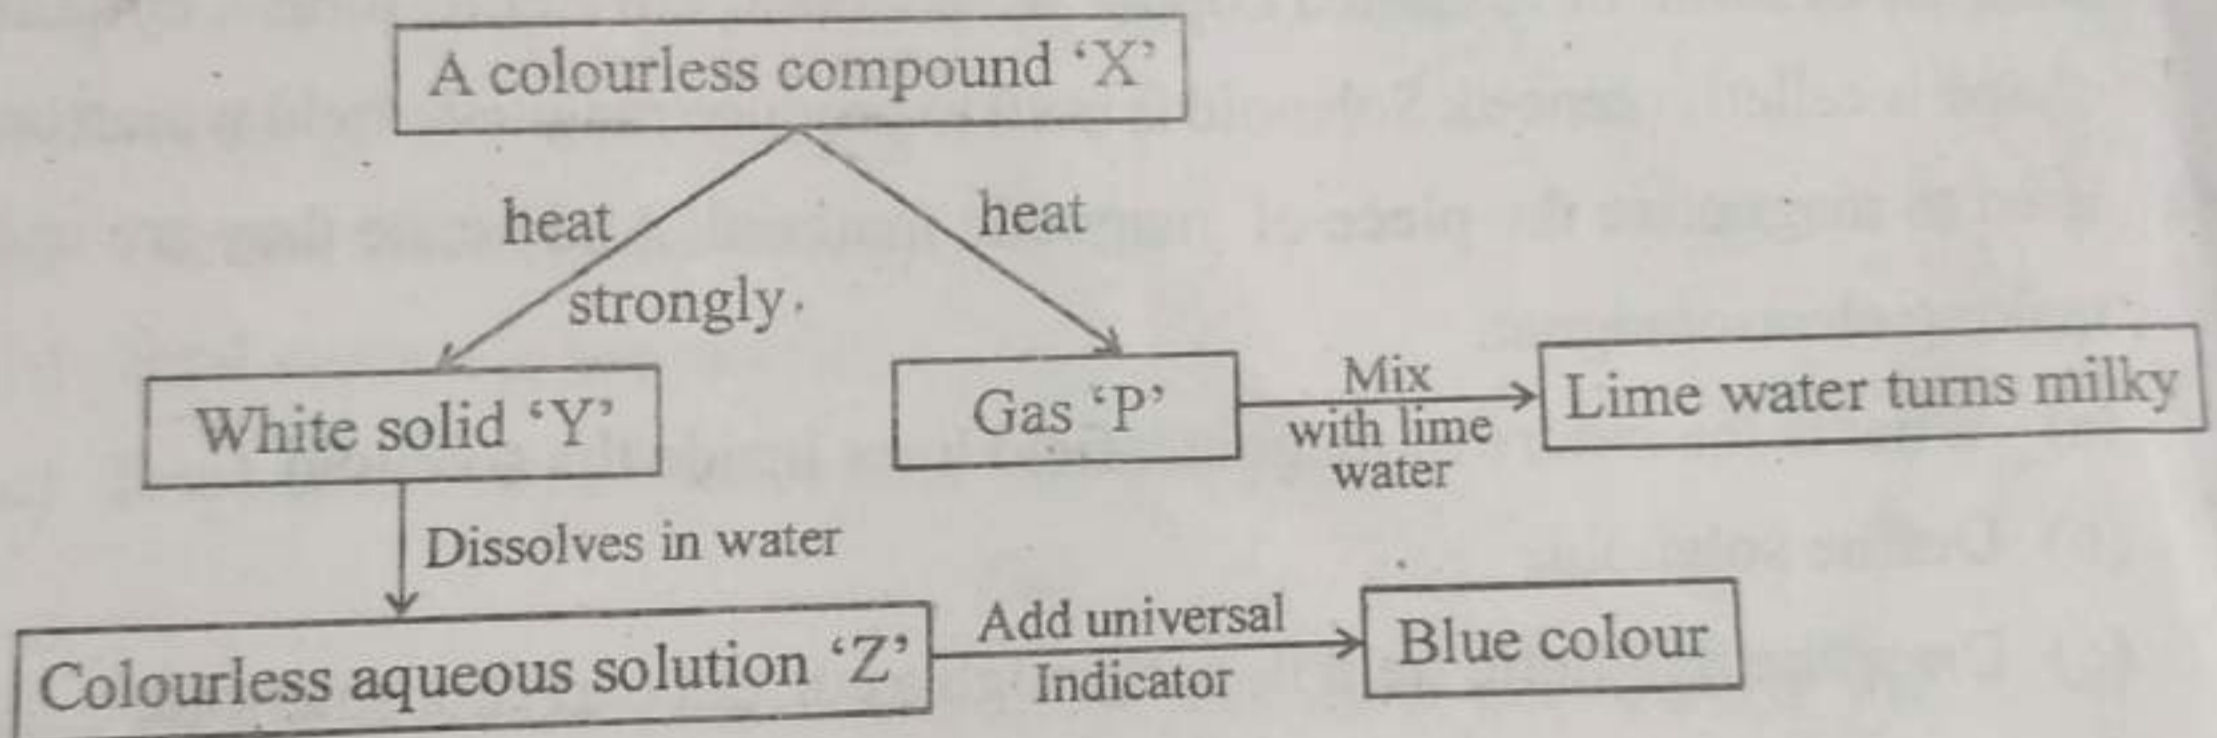 A colourless compound ‘X’
heat
heat
strongly.
White solid ‘Y’
Gas ‘P’
Mix
with lime
water
Lime water turns milky
Dissolves in water
Colourless aqueous solution ‘Z’
Add universal
Indicator
Blue colour